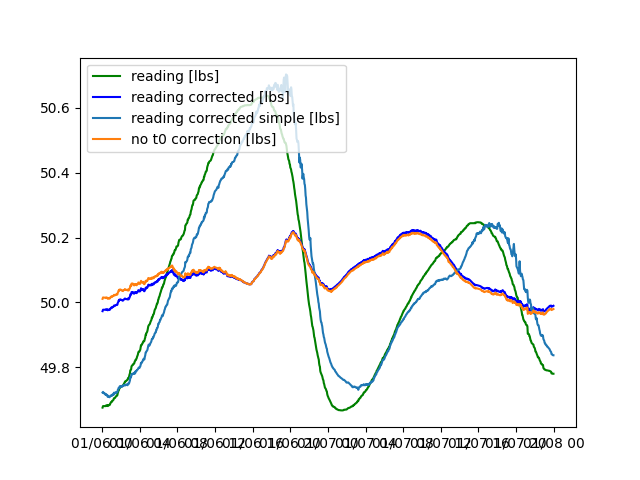 reading [lbs]
reading corrected [lbs]
reading corrected simple [lbs]
no t0 correction [lbs]
50.6
50.4
50.2
50.0
49.8